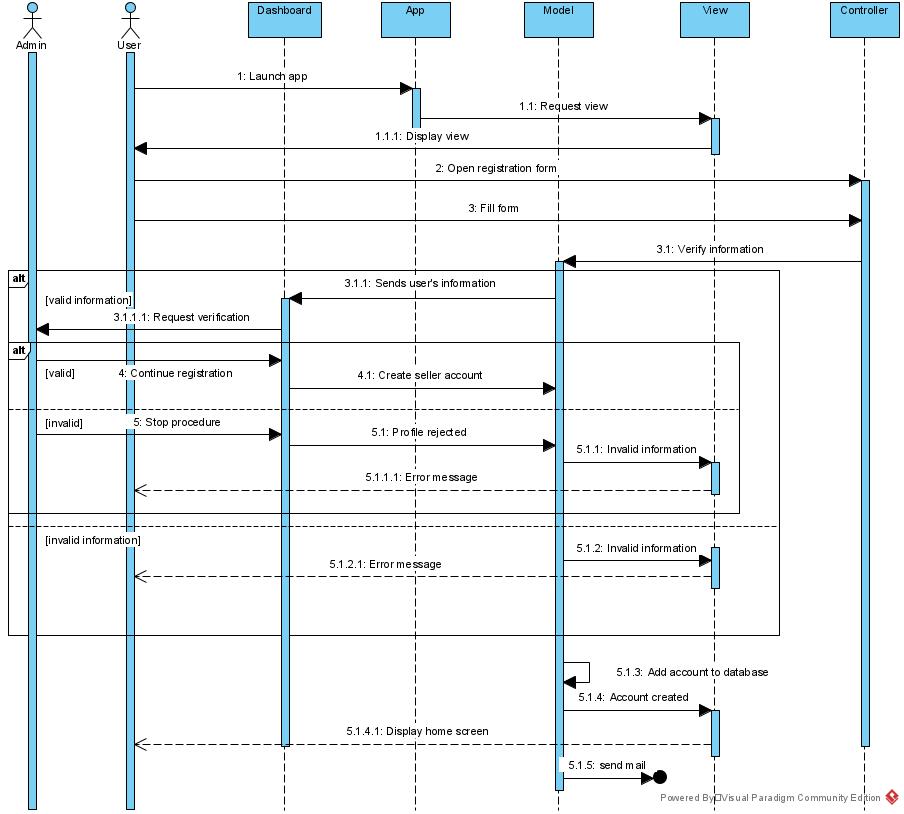 Dashboard
App
Model
View
Controller
Admin
User
1: Launch app
1.1: Request view
1.1.1: Display view
2: Open registration form
3: Fill form
3.1: Verify information
alt
3.1.1: Sends user's information
[valid information]
3.1.1.1: Request verification
alt
[valid]
4: Continue registration
4.1: Create seller account
[invalid]
5: Stop procedure
5.1: Profile rejected
5.1.1: Invalid information
5.1.1.1: Error message
[invalid information]
5.1.2: Invalid information
5.1.2.1: Error message
5.1.3: Add account to database
5.1.4: Account created
5.1.4.1: Display home screen
5.1.5: send mail
Powered By Visual Paradigm Community Edition